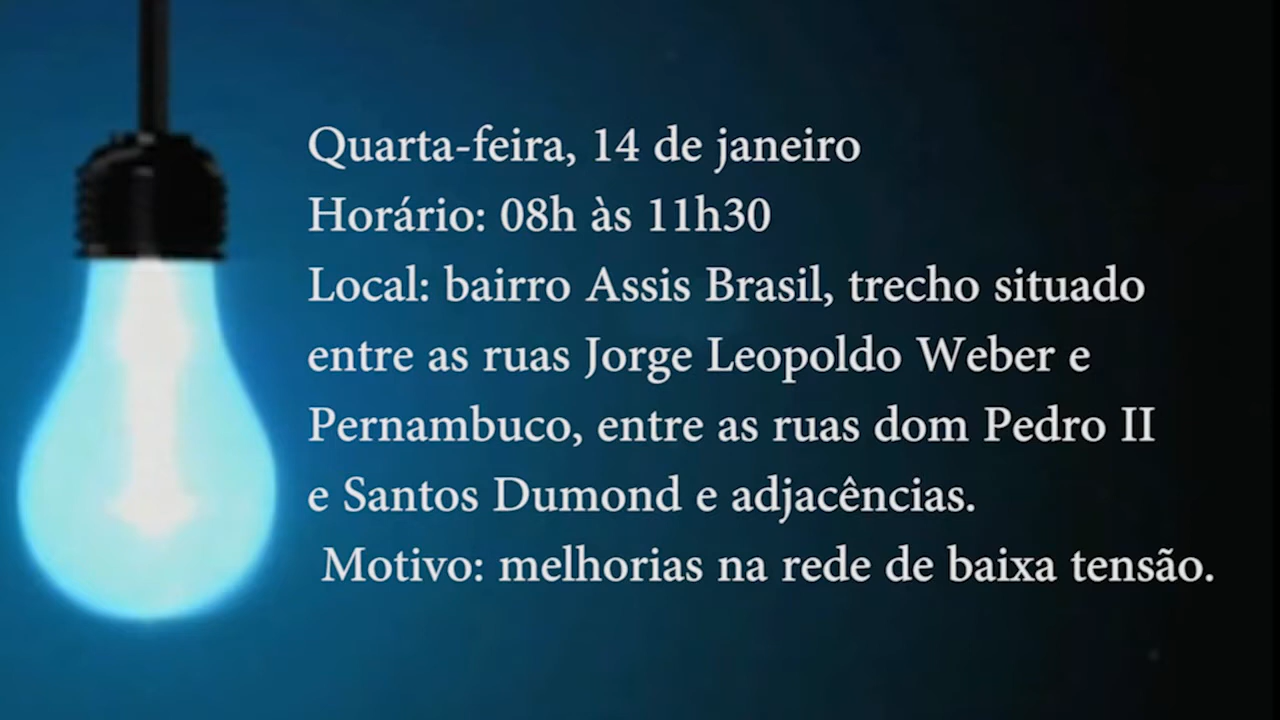 Quarta-feira, 14 de janeiro
Horário: 08h às 11h30
Local: bairro Assis Brasil, trecho situado
entre as ruas Jorge Leopoldo Weber e
Pernambuco, entre as ruas dom Pedro II
e Santos Dumond e adjacências.
Motivo: melhorias na rede de baixa tensão.